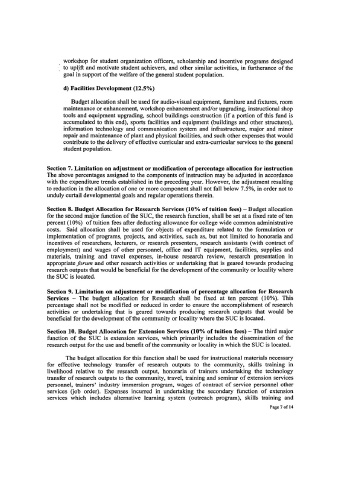 workshop for student organization officers, scholarship and incentive programs designed
to uplift and motivate student achievers, and other similar activities, in furtherance of the
goal in support of the welfare of the general student population.
d) Facilities Development (12.5%)
Budget allocation shall be used for audio-visual equipment, furniture and fixtures, room
maintenance or enhancement, workshop enhancement and/or upgrading, instructional shop
tools and equipment upgrading, school buildings construction (if a portion of this fund is
accumulated to this end), sports facilities and equipment (buildings and other structures),
information technology and communication system and infrastructure, major and minor
repair and maintenance of plant and physical facilities, and such other expenses that would
contribute to the delivery of effective curricular and extra-curricular services to the general
student population.
Section 7. Limitation on adjustment or modification of percentage allocation for instruction
The above percentages assigned to the components of instruction may be adjusted in accordance
with the expenditure trends established in the preceding year. However, the adjustment resulting
to reduction in the allocation of one or more component shall not fall below 7.5%, in order not to
unduly curtail developmental goals and regular operations therein.
Section 8. Budget Allocation for Research Services (10% of tuition fees) – Budget allocation
for the second major function of the SUC, the research function, shall be set at a fixed rate of ten
percent (10%) of tuition fees after deducting allowance for college wide common administrative
costs. Said allocation shall be used for objects of expenditure related to the formulation or
implementation of programs, projects, and activities, such as, but not limited to honoraria and
incentives of researchers, lecturers, or research presenters, research assistants (with contract of
employment) and wages of other personnel, office and IT equipment, facilities, supplies and
materials, training and travel expenses, in-house research review, research presentation in
appropriate forum and other research activities or undertaking that is geared towards producing
research outputs that would be beneficial for the development of the community or locality where
the SUC is located.
Section 9. Limitation on adjustment or modification of percentage allocation for Research
Services – The budget allocation for Research shall be fixed at ten percent (10%). This
percentage shall not be modified or reduced in order to ensure the accomplishment of research
activities or undertaking that is geared towards producing research outputs that would be
beneficial for the development of the community or locality where the SUC is located.
Section 10. Budget Allocation for Extension Services (10% of tuition fees) – The third major
function of the SUC is extension services, which primarily includes the dissemination of the
research output for the use and benefit of the community or locality in which the SUC is located.
The budget allocation for this function shall be used for instructional materials necessary
for effective technology transfer of research outputs to the community, skills training in
livelihood relative to the research output, honoraria of trainers undertaking the technology
transfer of research outputs to the community, travel, training and seminar of extension services
personnel, trainers' industry immersion program, wages of contract of service personnel other
services (job order). Expenses incurred in undertaking the secondary function of extension
services which includes alternative learning system (outreach program), skills training and
Page 7 of 14